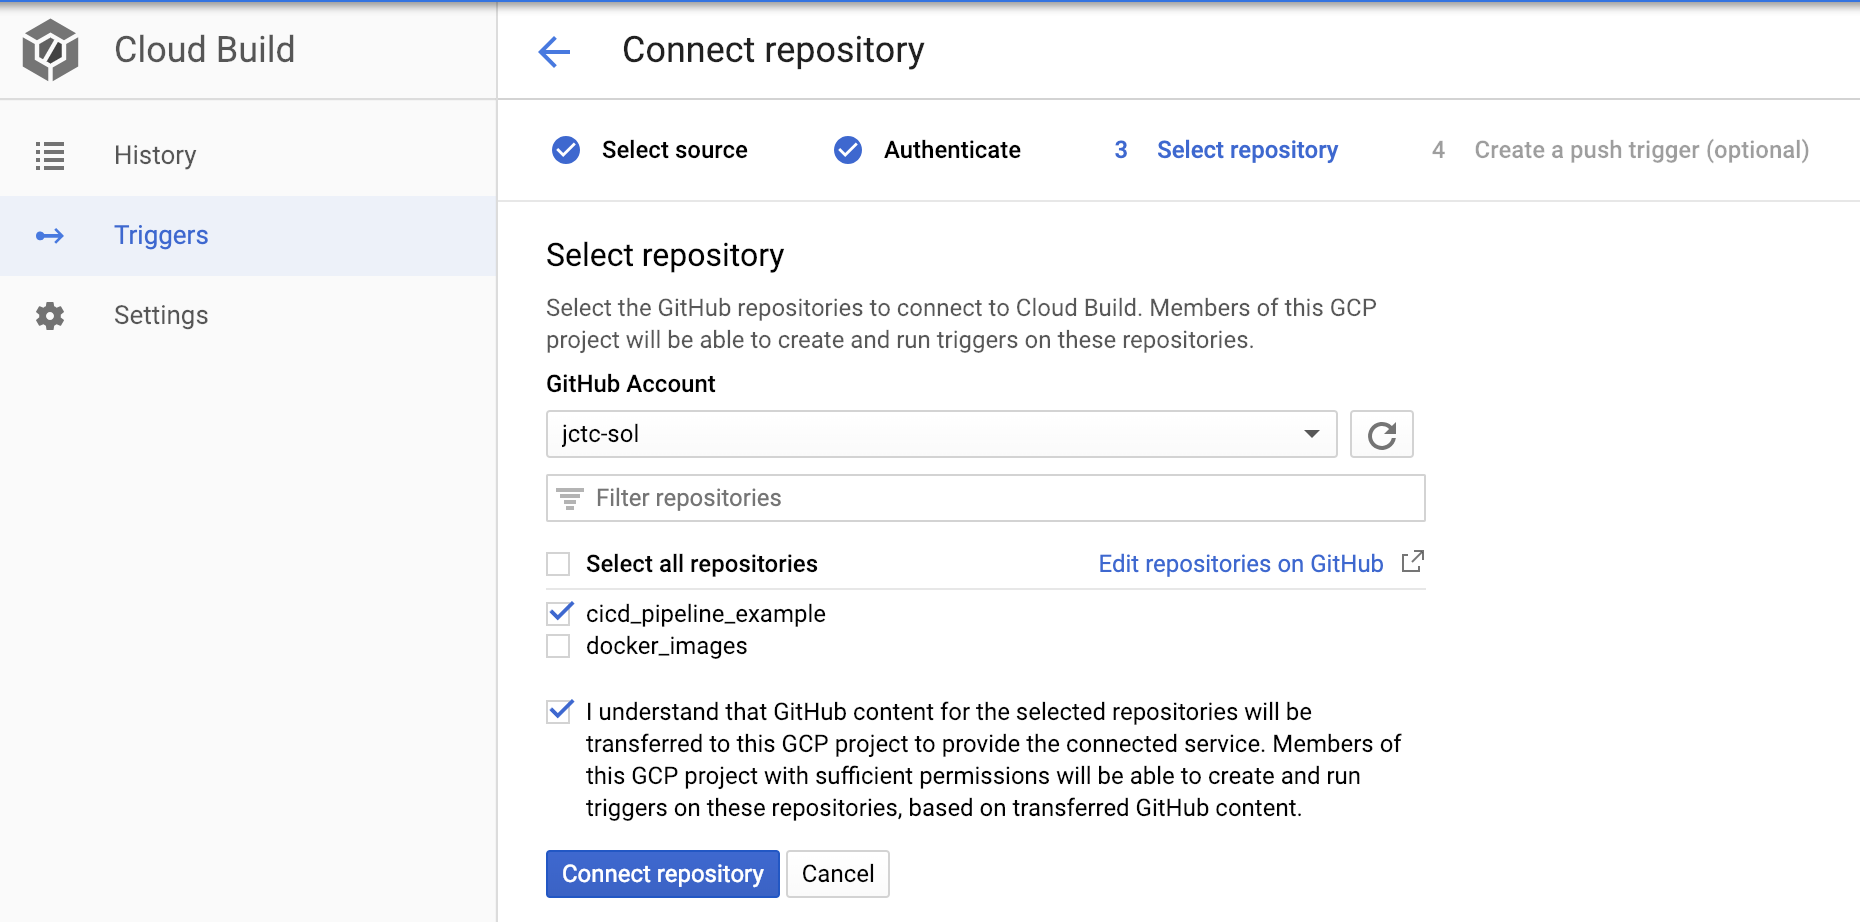 Cloud Build
Connect repository
History
Triggers
Settings
Select source
Authenticate
3 Select repository
4 Create a push trigger (optional)
Select repository
Select the GitHub repositories to connect to Cloud Build. Members of this GCP
project will be able to create and run triggers on these repositories.
GitHub Account
jctc-sol
Filter repositories
Select all repositories
Edit repositories on GitHub
cicd_pipeline_example
docker_images
I understand that GitHub content for the selected repositories will be
transferred to this GCP project to provide the connected service. Members of
this GCP project with sufficient permissions will be able to create and run
triggers on these repositories, based on transferred GitHub content.
Connect repository
Cancel